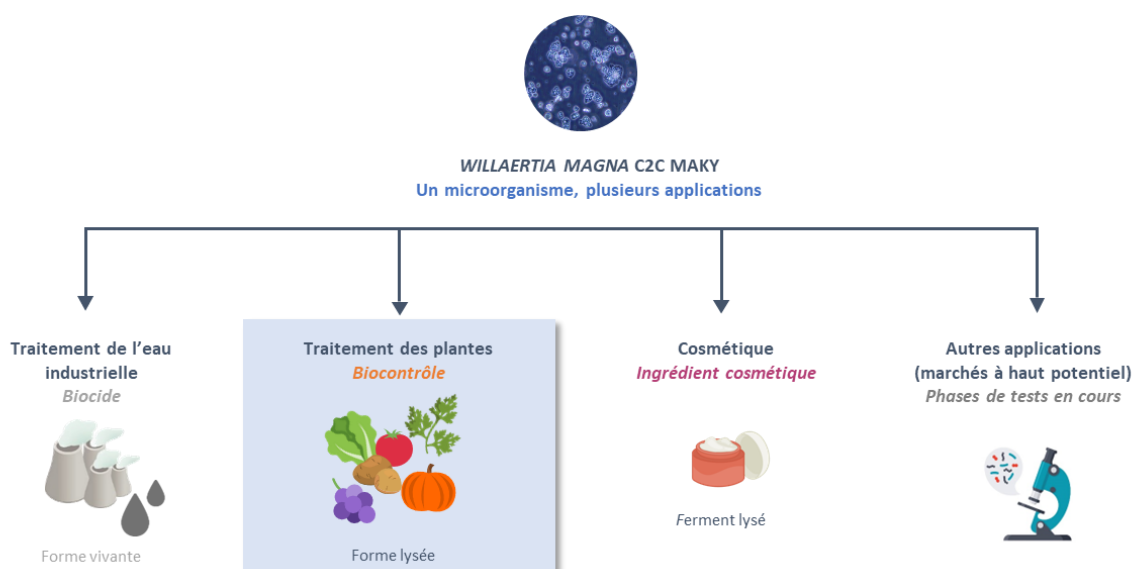 WILLAERTIA MAGNA C2C MAKY
Un microorganisme, plusieurs applications
Traitement de l’eau
industrielle
Biocide
Forme vivante
Traitement des plantes
Biocontrôle
Forme lysée
Cosmétique
Ingrédient cosmétique
Ferment lysé
Autres applications
(marchés à haut potentiel)
Phases de tests en cours